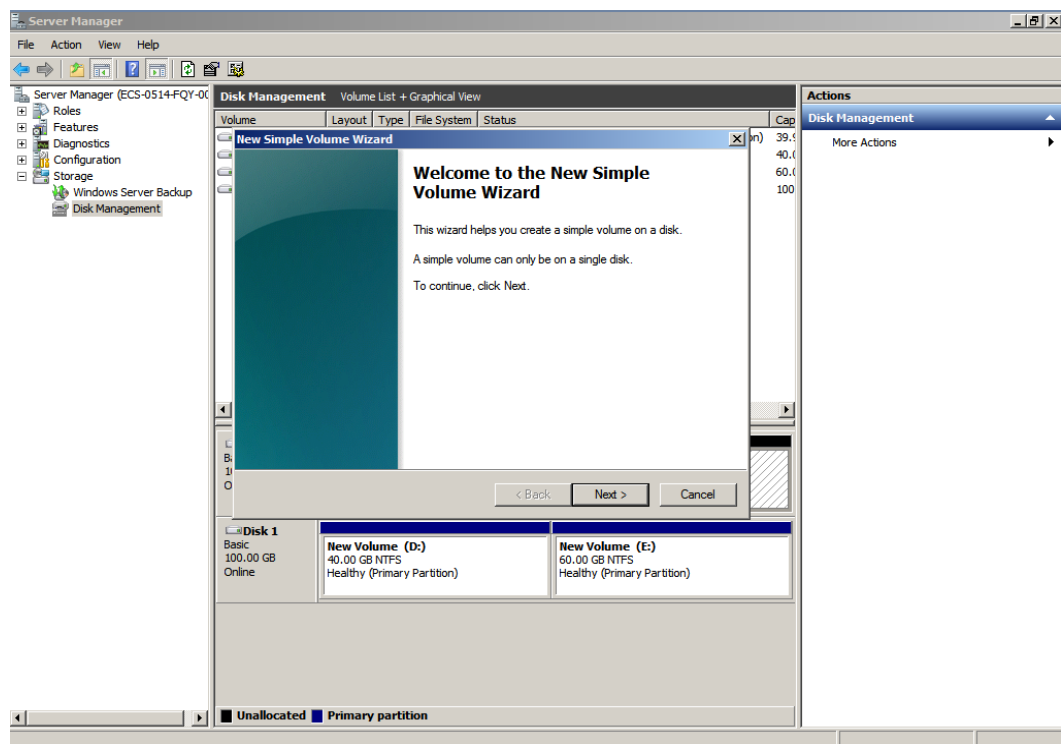 Server Manager
File Action View Help
Server Manager (ECS-0514-FQY-00
Roles
Features
Diagnostics
Configuration
Storage
Windows Server Backup
Disk Management
Disk Management Volume List + Graphical View
Volume Layout Type File System Status Cap
on) 39.9
40.0
60.0
100
New Simple Volume Wizard
Welcome to the New Simple
Volume Wizard
This wizard helps you create a simple volume on a disk.
A simple volume can only be on a single disk.
To continue, click Next.
< Back Next > Cancel
Disk 1
Basic
100.00 GB
Online
New Volume (D:)
40.00 GB NTFS
Healthy (Primary Partition)
New Volume (E:)
60.00 GB NTFS
Healthy (Primary Partition)
Unallocated Primary partition
Actions
Disk Management
More Actions